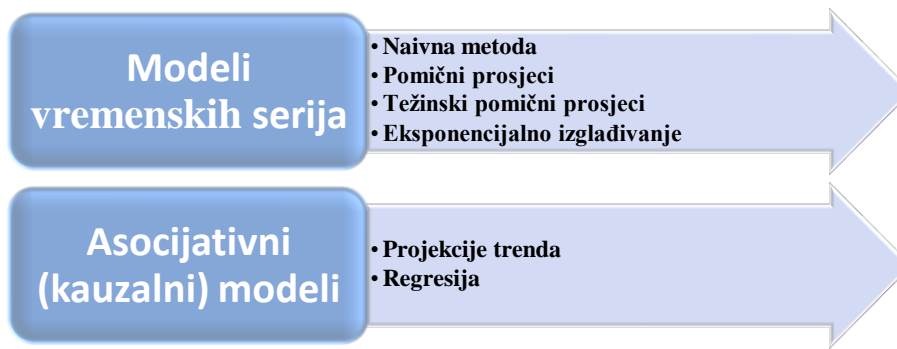 Modeli
vremenskih serija
• Naivna metoda
• Pomični prosjeci
• Težinski pomični prosjeci
• Eksponencijalno izglađivanje
Asocijativni
(kauzalni) modeli
• Projekcije trenda
• Regresija